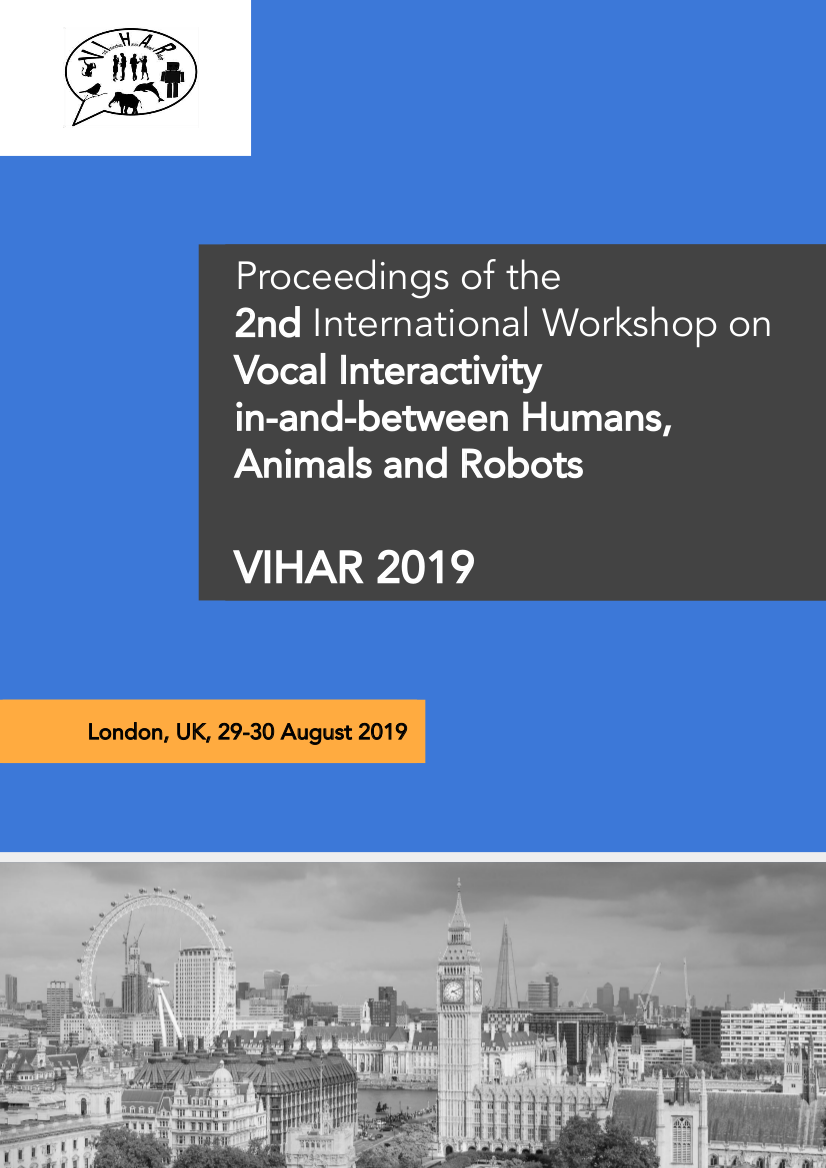 VIHAR
Proceedings of the
2nd International Workshop on
Vocal Interactivity
in-and-between Humans,
Animals and Robots
VIHAR 2019
London, UK, 29-30 August 2019